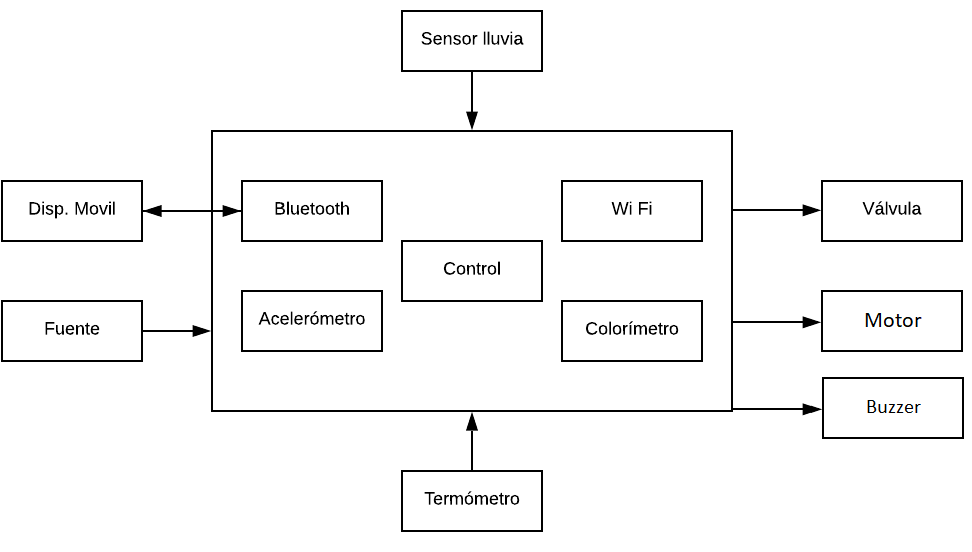 Sensor lluvia
Disp. Movil
Bluetooth
Wi Fi
Válvula
Control
Fuente
Acelerómetro
Colorímetro
Motor
Buzzer
Termómetro